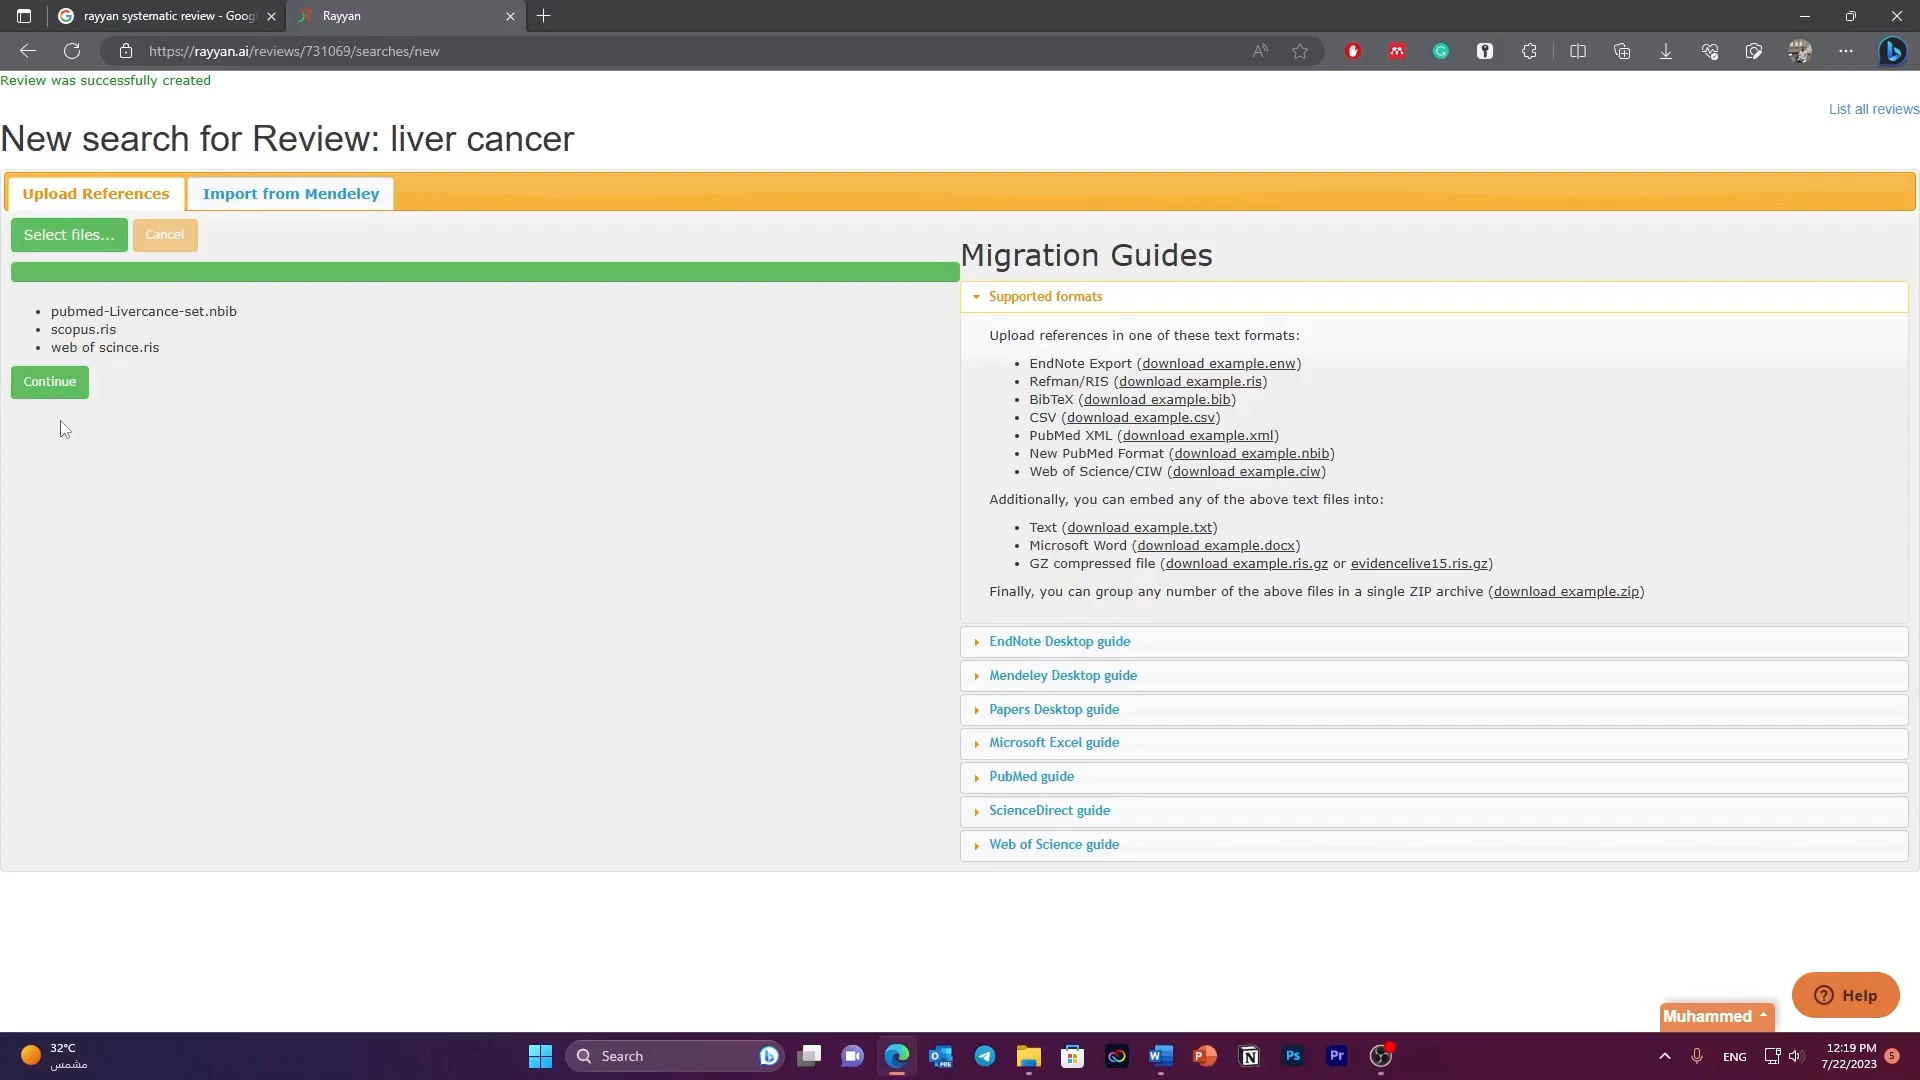 rayyan systematic review - Goog
Rayyan
https://rayyan.ai/reviews/731069/searches/new
Review was successfully created
List all reviews
New search for Review: liver cancer
Upload References
Import from Mendeley
Select files...
Cancel
pubmed-Livercance-set.nbib
scopus.ris
web of scince.ris
Continue
Migration Guides
Supported formats
Upload references in one of these text formats:
EndNote Export (download example.enw)
Refman/RIS (download example.ris)
BibTeX (download example.bib)
CSV (download example.csv)
PubMed XML (download example.xml)
New PubMed Format (download example.nbib)
Web of Science/CIW (download example.ciw)
Additionally, you can embed any of the above text files into:
Text (download example.txt)
Microsoft Word (download example.docx)
GZ compressed file (download example.ris.gz or evidencelive15.ris.gz)
Finally, you can group any number of the above files in a single ZIP archive (download example.zip)
EndNote Desktop guide
Mendeley Desktop guide
Papers Desktop guide
Microsoft Excel guide
PubMed guide
ScienceDirect guide
Web of Science guide
Help
Muhammed
32°C
مشمس
Search
ENG
12:19 PM
7/22/2023
5